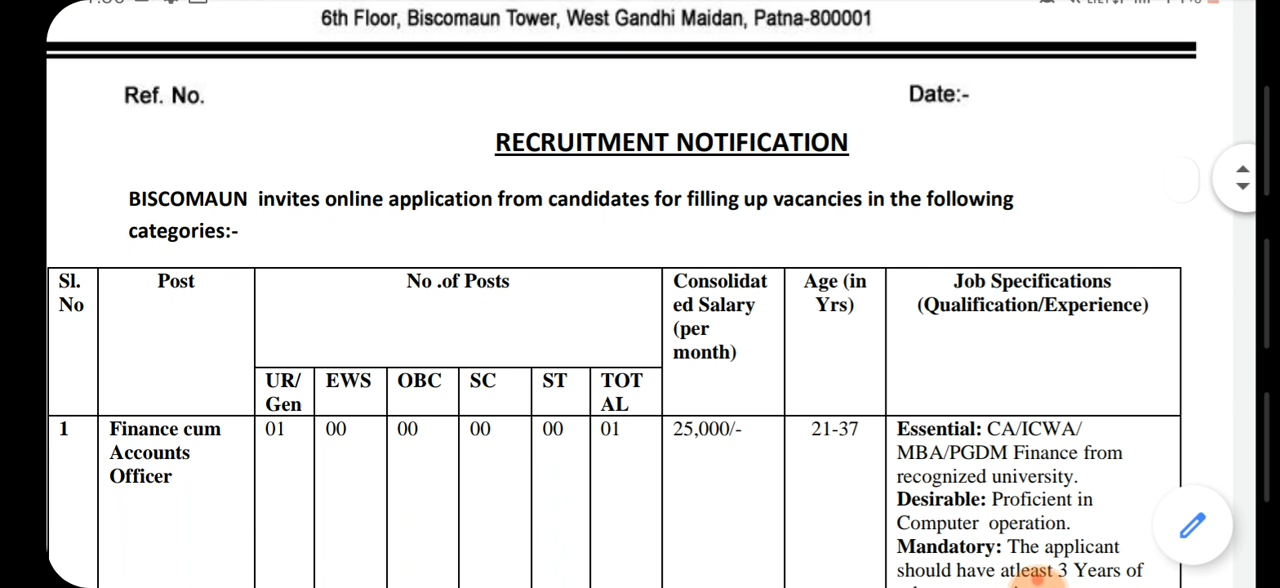 6th Floor, Biscomaun Tower, West Gandhi Maidan, Patna-800001
Ref. No.
Date:-
RECRUITMENT NOTIFICATION
BISCOMAUN invites online application from candidates for filling up vacancies in the following
categories:-
Sl.
No
Post
No .of Posts
Consolidat
ed Salary
(per
month)
Age (in
Yrs)
Job Specifications
(Qualification/Experience)
UR/
Gen
EWS
OBC
SC
ST
TOT
AL
1
Finance cum
Accounts
Officer
01
00
00
00
00
01
25,000/-
21-37
Essential: CA/ICWA/
MBA/PGDM Finance from
recognized university.
Desirable: Proficient in
Computer operation.
Mandatory: The applicant
should have atleast 3 Years of